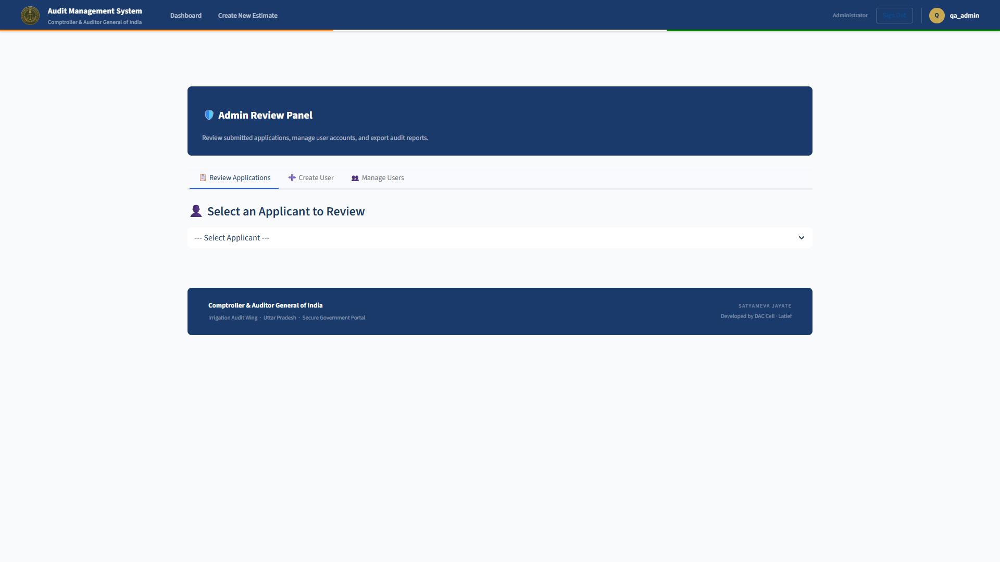 Audit Management System
Comptroller & Auditor General of India
Dashboard
Create New Estimate
Administrator
Sign Out
Q
qa_admin
Admin Review Panel
Review submitted applications, manage user accounts, and export audit reports.
Review Applications
Create User
Manage Users
Select an Applicant to Review
--- Select Applicant ---
Comptroller & Auditor General of India
Irrigation Audit Wing · Uttar Pradesh · Secure Government Portal
SATYAMEVA JAYATE
Developed by DAC Cell · Latief